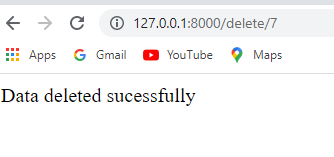 127.0.0.1:8000/delete/7
Apps Gmail YouTube Maps
Data deleted sucessfully